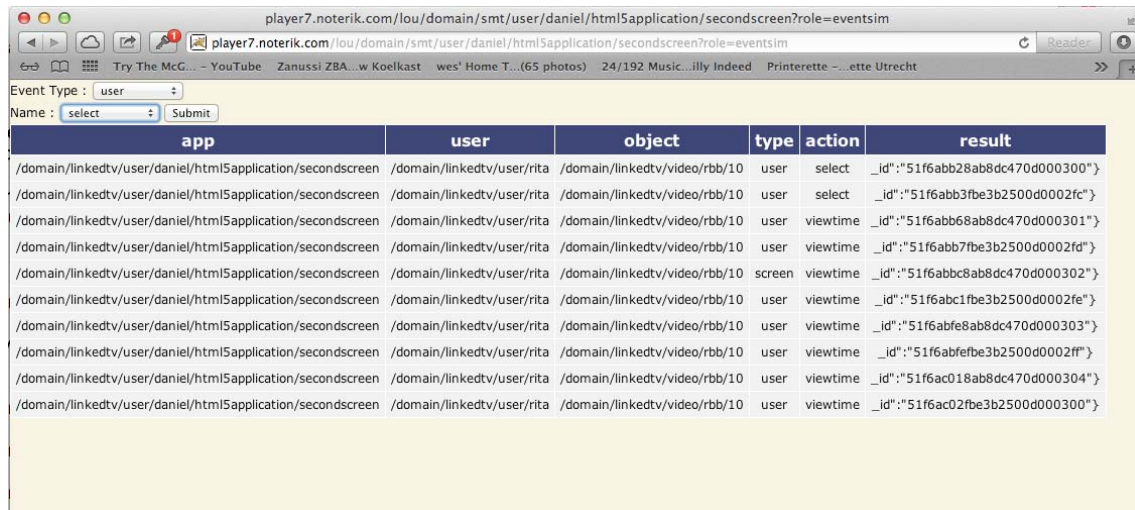 player7.noterik.com/lou/domain/smt/user/daniel/html5application/secondscreen?role=eventsim
1
player7.noterik.com/lou/domain/smt/user/daniel/html5application/secondscreen?role=eventsim
Reader
Try The McG... – YouTube Zanussi ZBA...w Koelkast wes' Home T...(65 photos) 24/192 Music...illy Indeed Printerette –...ette Utrecht
Event Type : user
Name : select Submit
app user object type action result
/domain/linkedtv/user/daniel/html5application/secondscreen /domain/linkedtv/user/rita /domain/linkedtv/video/rbb/10 user select _id":"51f6abb28ab8dc470d000300"}
/domain/linkedtv/user/daniel/html5application/secondscreen /domain/linkedtv/user/rita /domain/linkedtv/video/rbb/10 user select _id":"51f6abb3fbe3b2500d0002fc"}
/domain/linkedtv/user/daniel/html5application/secondscreen /domain/linkedtv/user/rita /domain/linkedtv/video/rbb/10 user viewtime _id":"51f6abb68ab8dc470d000301"}
/domain/linkedtv/user/daniel/html5application/secondscreen /domain/linkedtv/user/rita /domain/linkedtv/video/rbb/10 user viewtime _id":"51f6abb7fbe3b2500d0002fd"}
/domain/linkedtv/user/daniel/html5application/secondscreen /domain/linkedtv/user/rita /domain/linkedtv/video/rbb/10 screen viewtime _id":"51f6abbc8ab8dc470d000302"}
/domain/linkedtv/user/daniel/html5application/secondscreen /domain/linkedtv/user/rita /domain/linkedtv/video/rbb/10 user viewtime _id":"51f6abc1fbe3b2500d0002fe"}
/domain/linkedtv/user/daniel/html5application/secondscreen /domain/linkedtv/user/rita /domain/linkedtv/video/rbb/10 user viewtime _id":"51f6abfe8ab8dc470d000303"}
/domain/linkedtv/user/daniel/html5application/secondscreen /domain/linkedtv/user/rita /domain/linkedtv/video/rbb/10 user viewtime _id":"51f6abfefbe3b2500d0002ff"}
/domain/linkedtv/user/daniel/html5application/secondscreen /domain/linkedtv/user/rita /domain/linkedtv/video/rbb/10 user viewtime _id":"51f6ac018ab8dc470d000304"}
/domain/linkedtv/user/daniel/html5application/secondscreen /domain/linkedtv/user/rita /domain/linkedtv/video/rbb/10 user viewtime _id":"51f6ac02fbe3b2500d000300"}